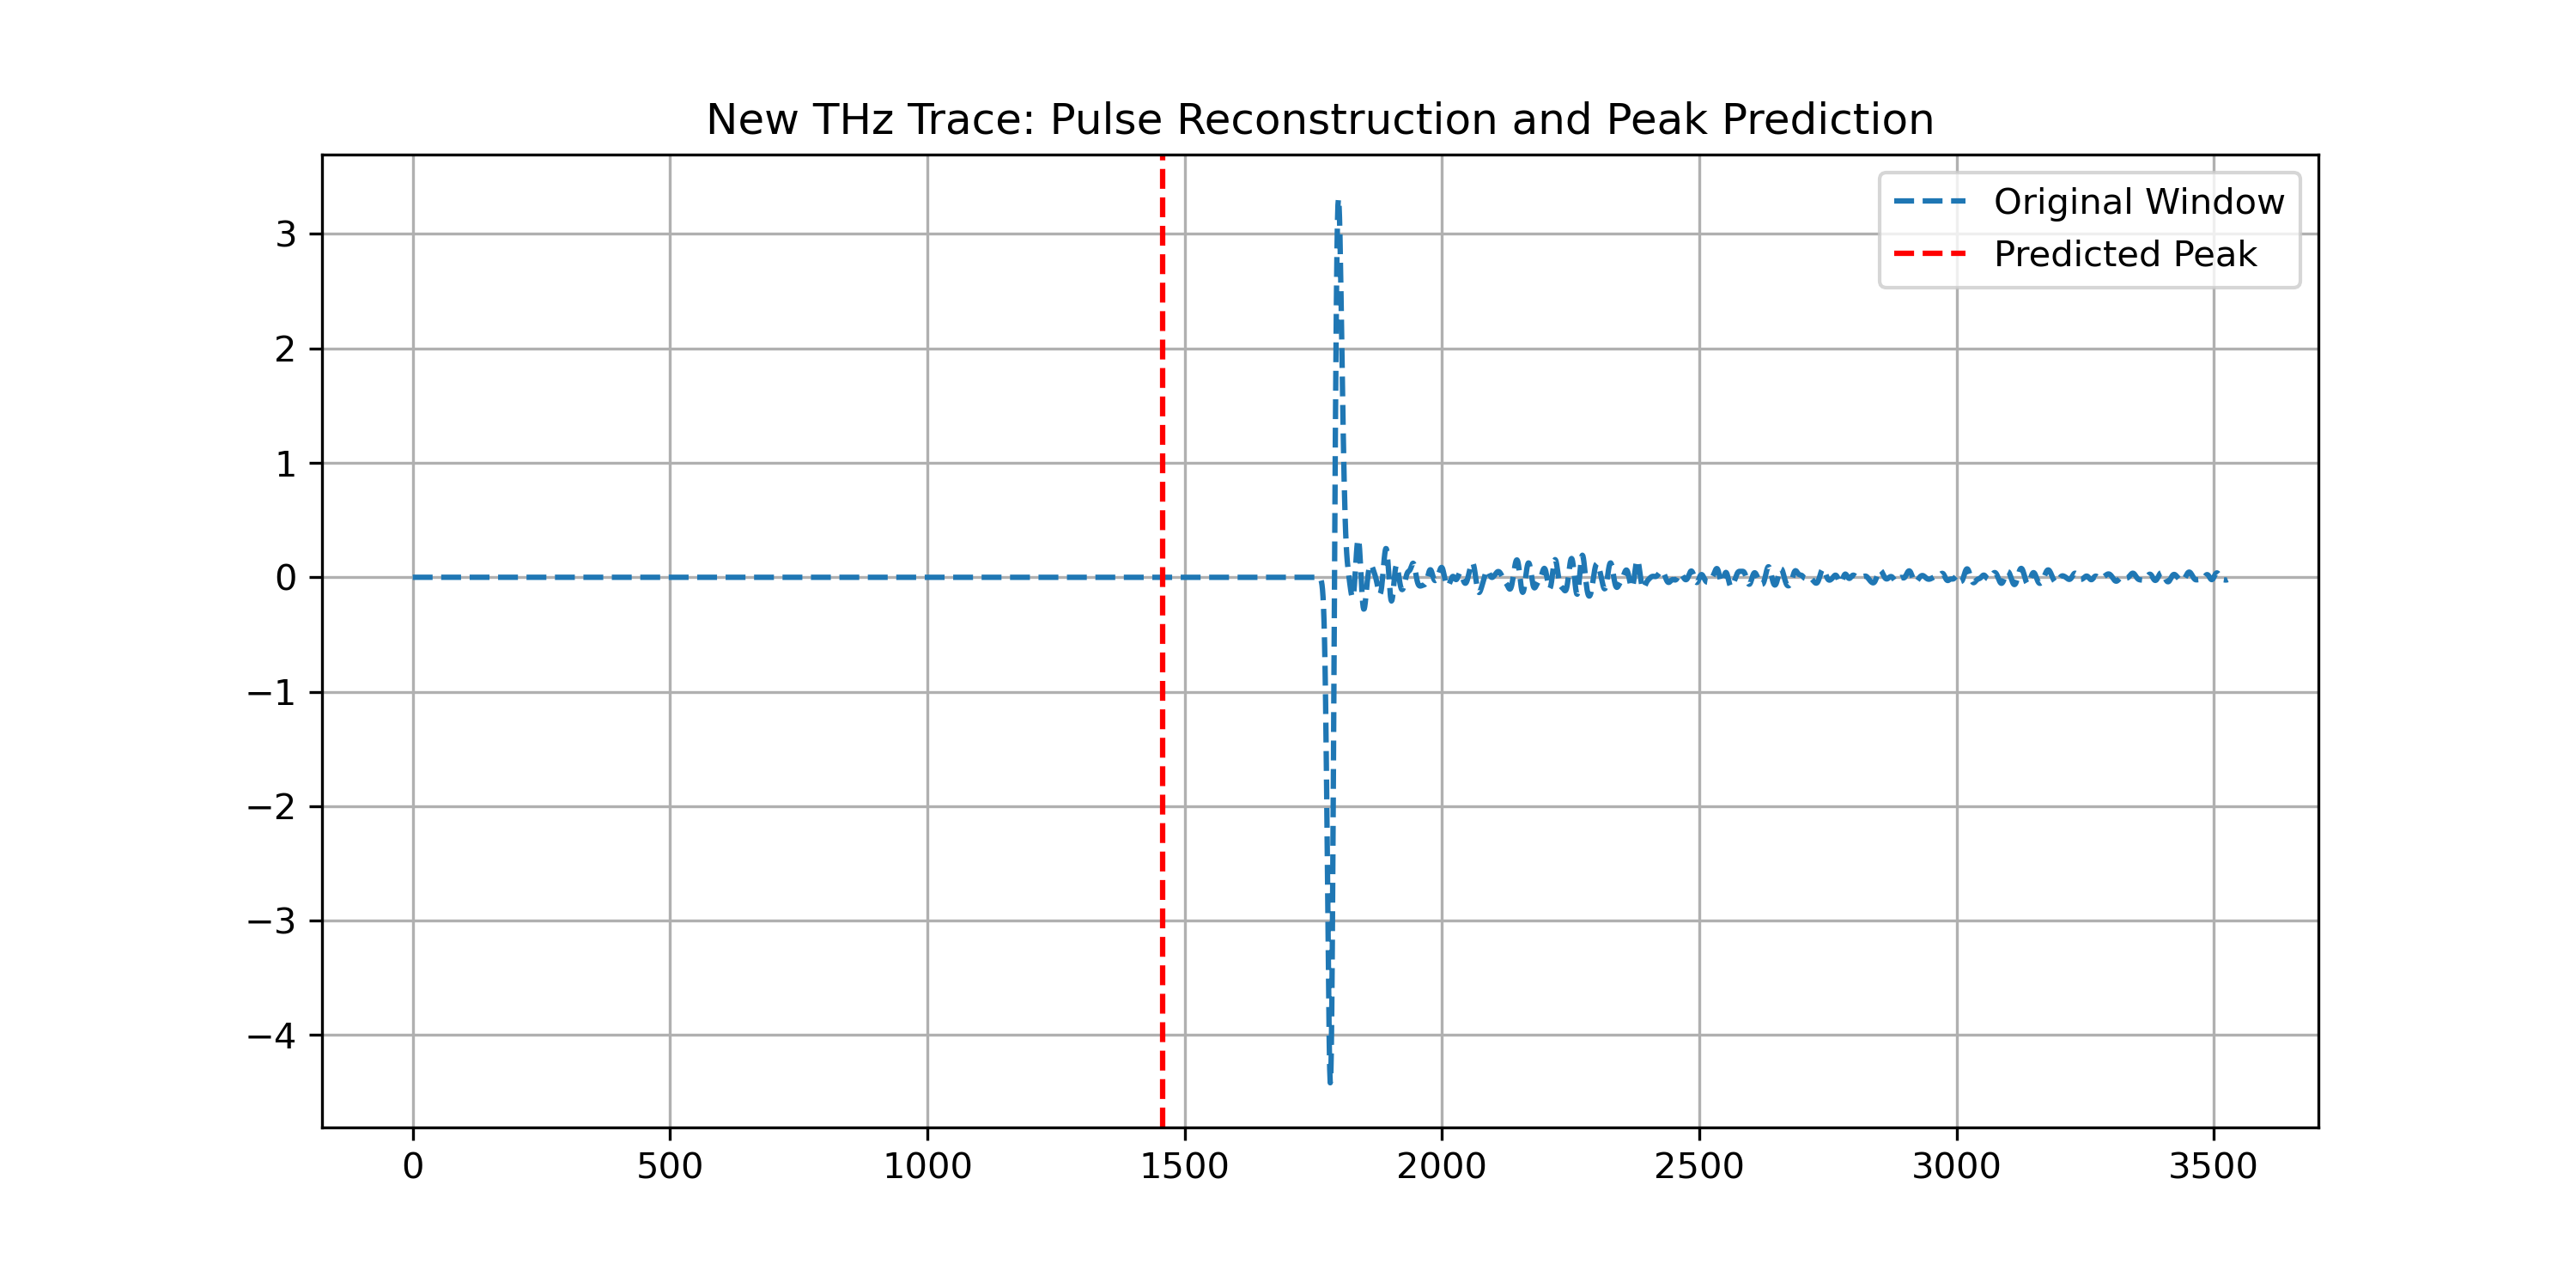 New THz Trace: Pulse Reconstruction and Peak Prediction
Original Window
Predicted Peak
3
2
1
0
−1
−2
−3
−4
0 500 1000 1500 2000 2500 3000 3500